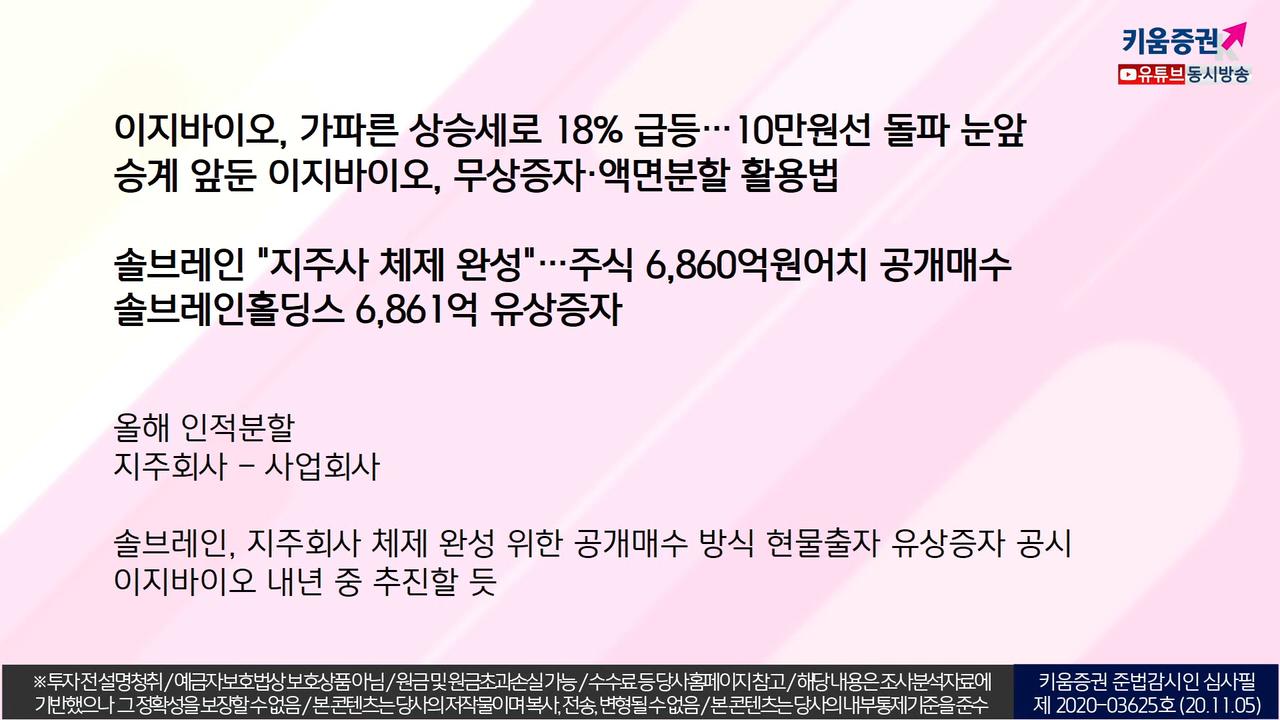 키움증권
유튜브 동시방송
이지바이오, 가파른 상승세로 18% 급등…10만원선 돌파 눈앞
승계 앞둔 이지바이오, 무상증자·액면분할 활용법
솔브레인 "지주사 체제 완성"…주식 6,860억원어치 공개매수
솔브레인홀딩스 6,861억 유상증자
올해 인적분할
지주회사 - 사업회사
솔브레인, 지주회사 체제 완성 위한 공개매수 방식 현물출자 유상증자 공시
이지바이오 내년 중 추진할 듯
※ 투자 전 설명청취 / 예금자보호법상 보호상품 아님 / 원금 및 원금초과손실 가능 / 수수료 등 당사홈페이지 참고 / 해당 내용은 조사분석자료에
기반했으나 그 정확성을 보장할 수 없음 / 본 콘텐츠는 당사의 저작물이며 복사, 전송, 변형될 수 없음 / 본 콘텐츠는 당사의 내부통제기준을 준수
키움증권 준법감시인 심사필
제 2020-03625호 (20.11.05)